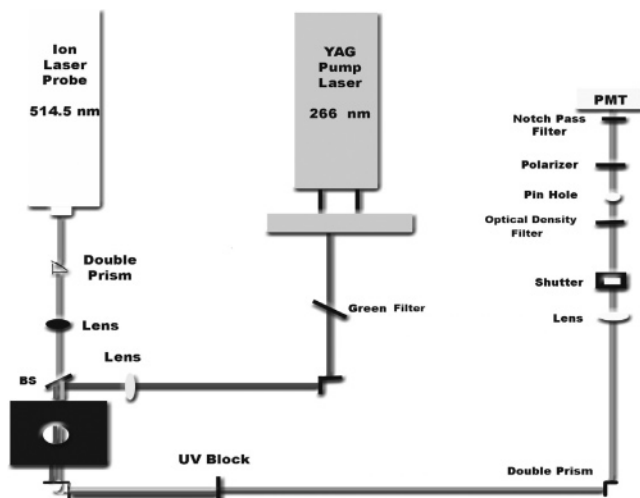 Ion
Laser
Probe
514.5 nm
YAG
Pump
Laser
266 nm
PMT
Notch Pass
Filter
Polarizer
Pin Hole
Optical Density
Filter
Shutter
Lens
Double
Prism
Lens
Green Filter
Lens
BS
UV Block
Double Prism